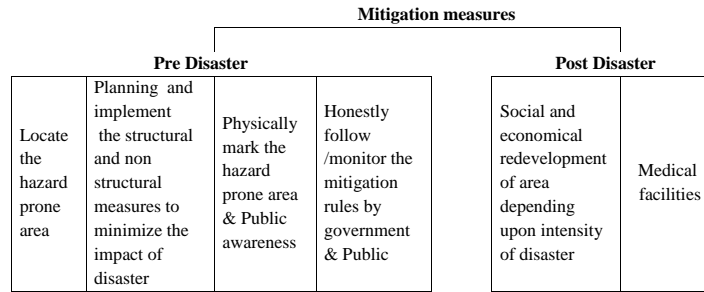 Mitigation measures
Pre Disaster
Post Disaster
Locate
the
hazard
prone
area
Planning and
implement
the structural
and non
structural
measures to
minimize the
impact of
disaster
Physically
mark the
hazard
prone area
& Public
awareness
Honestly
follow
/monitor the
mitigation
rules by
government
& Public
Social and
economical
redevelopment
of area
depending
upon intensity
of disaster
Medical
facilities